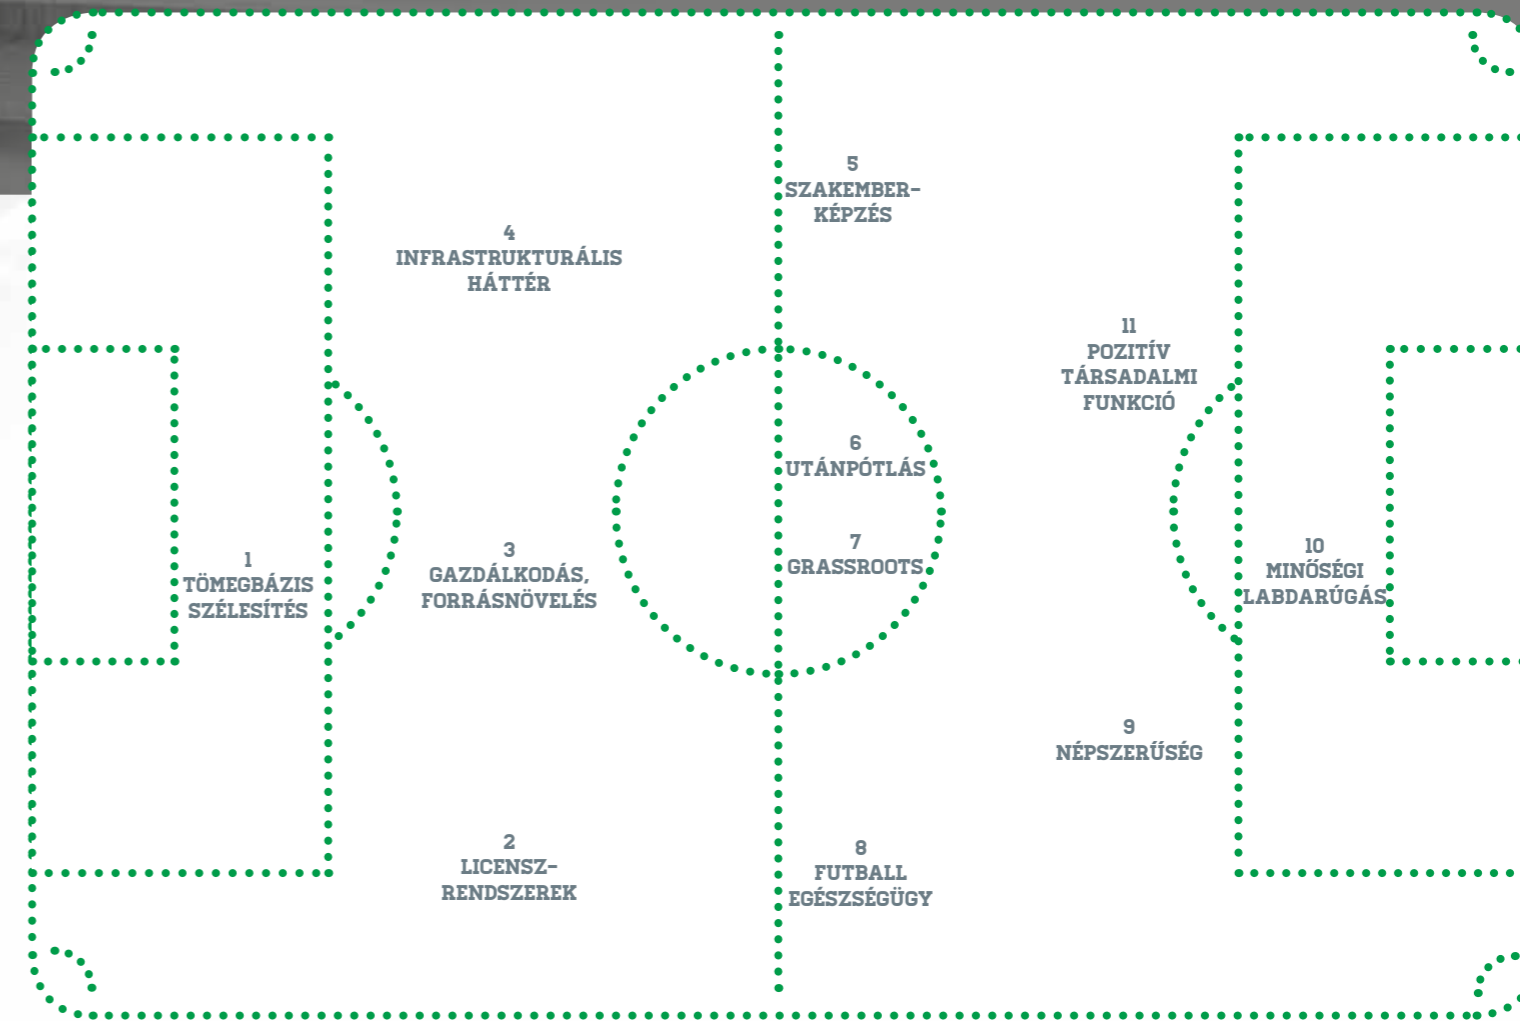 1
TÖMEGBÁZIS
SZÉLESÍTÉS
2
LICENSZ-
RENDSZEREK
3
GAZDÁLKODÁS,
FORRÁSNÖVELÉS
4
INFRASTRUKTURÁLIS
HÁTTÉR
5
SZAKEMBER-
KÉPZÉS
6
UTÁNPÓTLÁS
7
GRASSROOTS
8
FUTBALL
EGÉSZSÉGÜGY
9
NÉPSZERŰSÉG
10
MINŐSÉGI
LABDARÚGÁS
11
POZITÍV
TÁRSADALMI
FUNKCIÓ